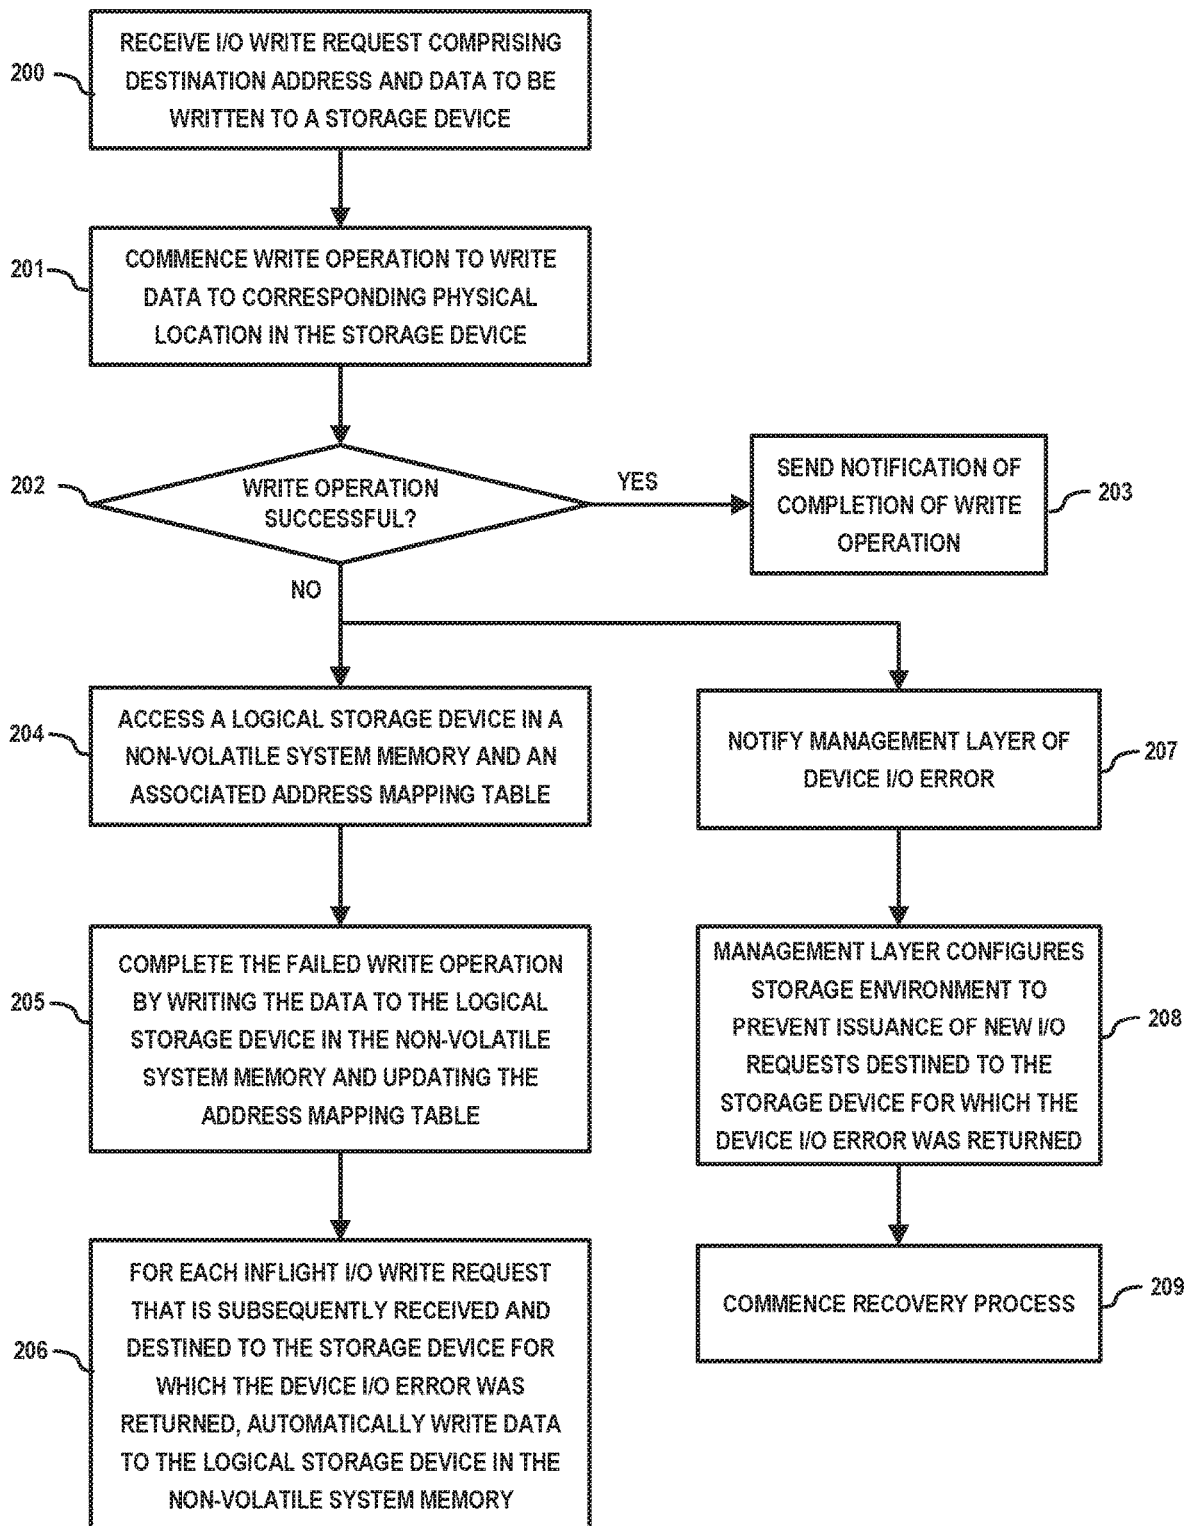 200
RECEIVE I/O WRITE REQUEST COMPRISING
DESTINATION ADDRESS AND DATA TO BE
WRITTEN TO A STORAGE DEVICE
201
COMMENCE WRITE OPERATION TO WRITE
DATA TO CORRESPONDING PHYSICAL
LOCATION IN THE STORAGE DEVICE
202
WRITE OPERATION
SUCCESSFUL?
YES
SEND NOTIFICATION OF
COMPLETION OF WRITE
OPERATION
203
NO
204
ACCESS A LOGICAL STORAGE DEVICE IN A
NON-VOLATILE SYSTEM MEMORY AND AN
ASSOCIATED ADDRESS MAPPING TABLE
NOTIFY MANAGEMENT LAYER OF
DEVICE I/O ERROR
207
205
COMPLETE THE FAILED WRITE OPERATION
BY WRITING THE DATA TO THE LOGICAL
STORAGE DEVICE IN THE NON-VOLATILE
SYSTEM MEMORY AND UPDATING THE
ADDRESS MAPPING TABLE
MANAGEMENT LAYER CONFIGURES
STORAGE ENVIRONMENT TO
PREVENT ISSUANCE OF NEW I/O
REQUESTS DESTINED TO THE
STORAGE DEVICE FOR WHICH THE
DEVICE I/O ERROR WAS RETURNED
208
206
FOR EACH INFLIGHT I/O WRITE REQUEST
THAT IS SUBSEQUENTLY RECEIVED AND
DESTINED TO THE STORAGE DEVICE FOR
WHICH THE DEVICE I/O ERROR WAS
RETURNED, AUTOMATICALLY WRITE DATA
TO THE LOGICAL STORAGE DEVICE IN THE
NON-VOLATILE SYSTEM MEMORY
COMMENCE RECOVERY PROCESS
209